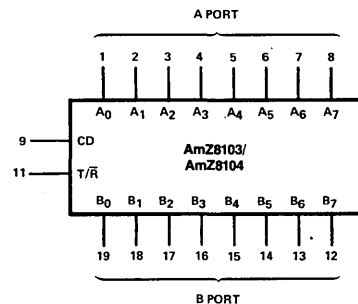 A PORT
1 2 3 4 5 6 7 8
A0 A1 A2 A3 A4 A5 A6 A7
9 CD
AmZ8103/
AmZ8104
11 T/R̅
B0 B1 B2 B3 B4 B5 B6 B7
19 18 17 16 15 14 13 12
B PORT